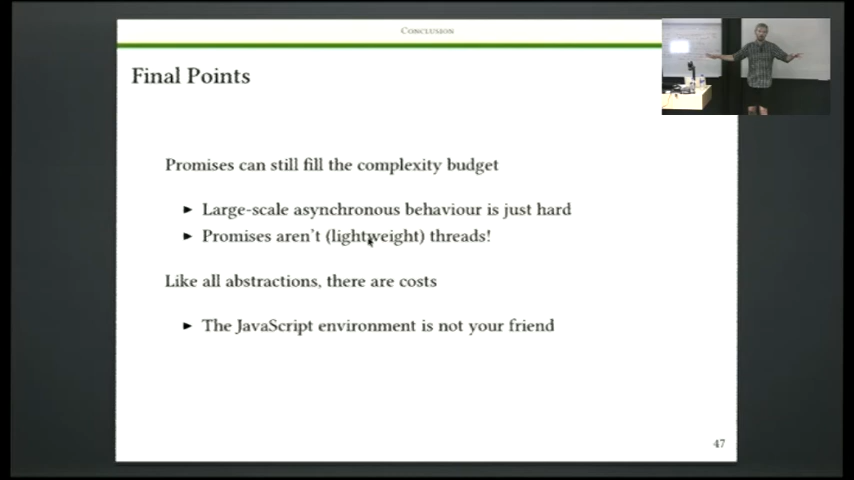 Conclusion
Final Points
Promises can still fill the complexity budget
► Large-scale asynchronous behaviour is just hard
► Promises aren't (lightweight) threads!
Like all abstractions, there are costs
► The JavaScript environment is not your friend
47